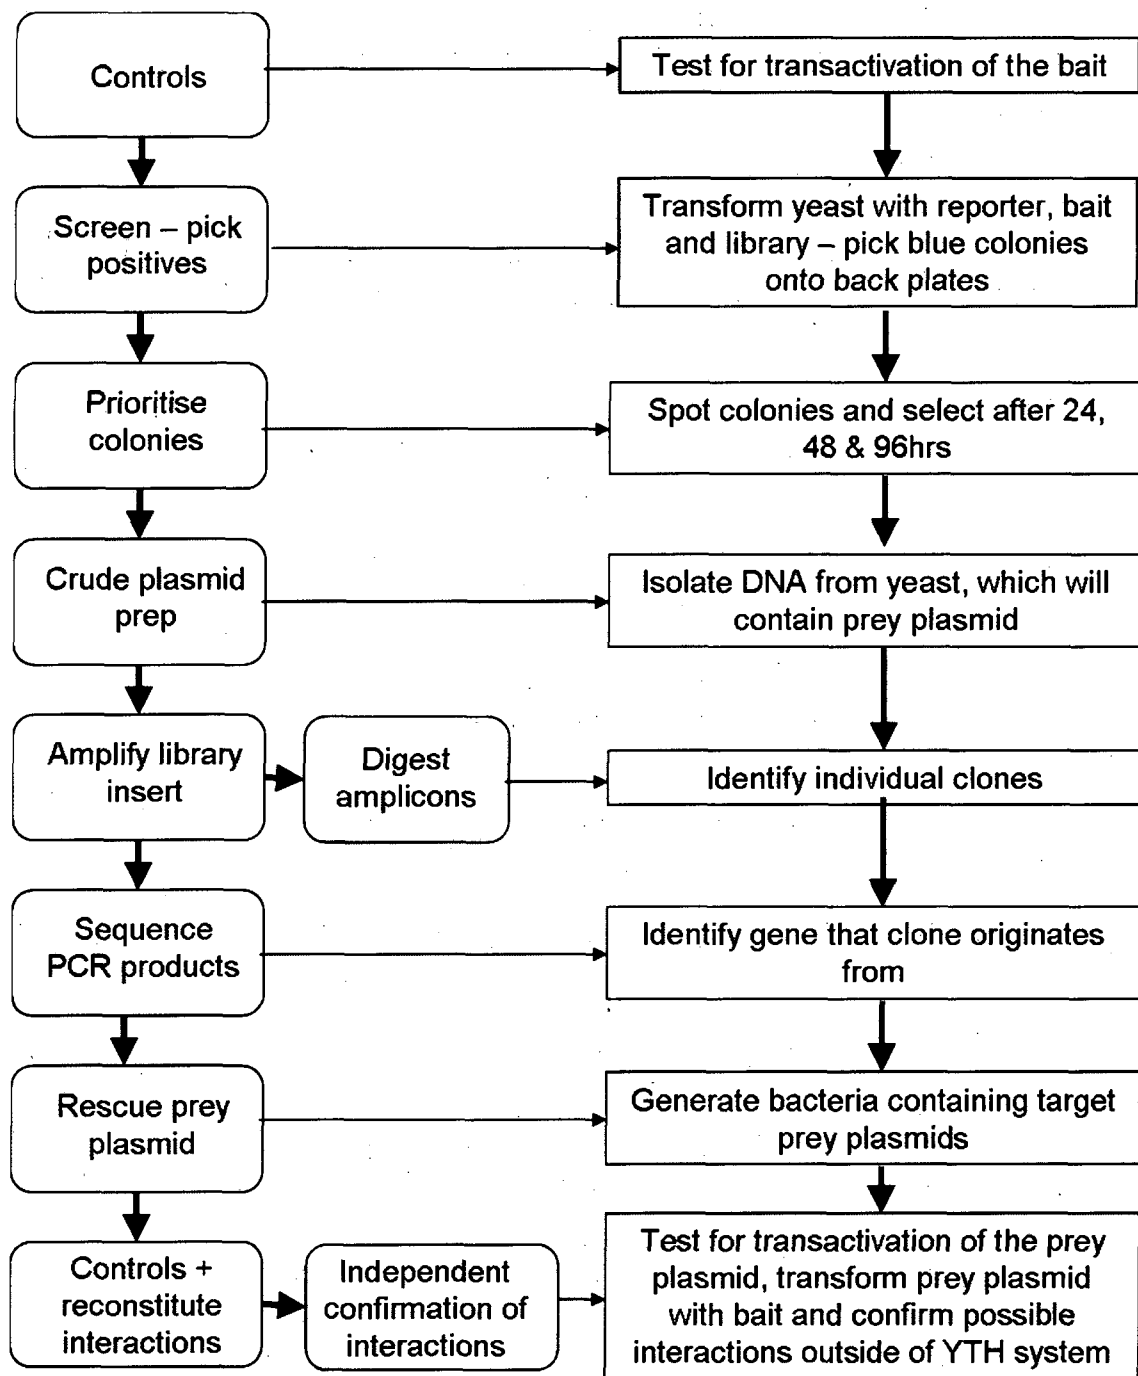 Controls
Test for transactivation of the bait
Screen – pick
positives
Transform yeast with reporter, bait
and library – pick blue colonies
onto back plates
Prioritise
colonies
Spot colonies and select after 24,
48 & 96hrs
Crude plasmid
prep
Isolate DNA from yeast, which will
contain prey plasmid
Amplify library
insert
Digest
amplicons
Identify individual clones
Sequence
PCR products
Identify gene that clone originates
from
Rescue prey
plasmid
Generate bacteria containing target
prey plasmids
Controls +
reconstitute
interactions
Independent
confirmation of
interactions
Test for transactivation of the prey
plasmid, transform prey plasmid
with bait and confirm possible
interactions outside of YTH system